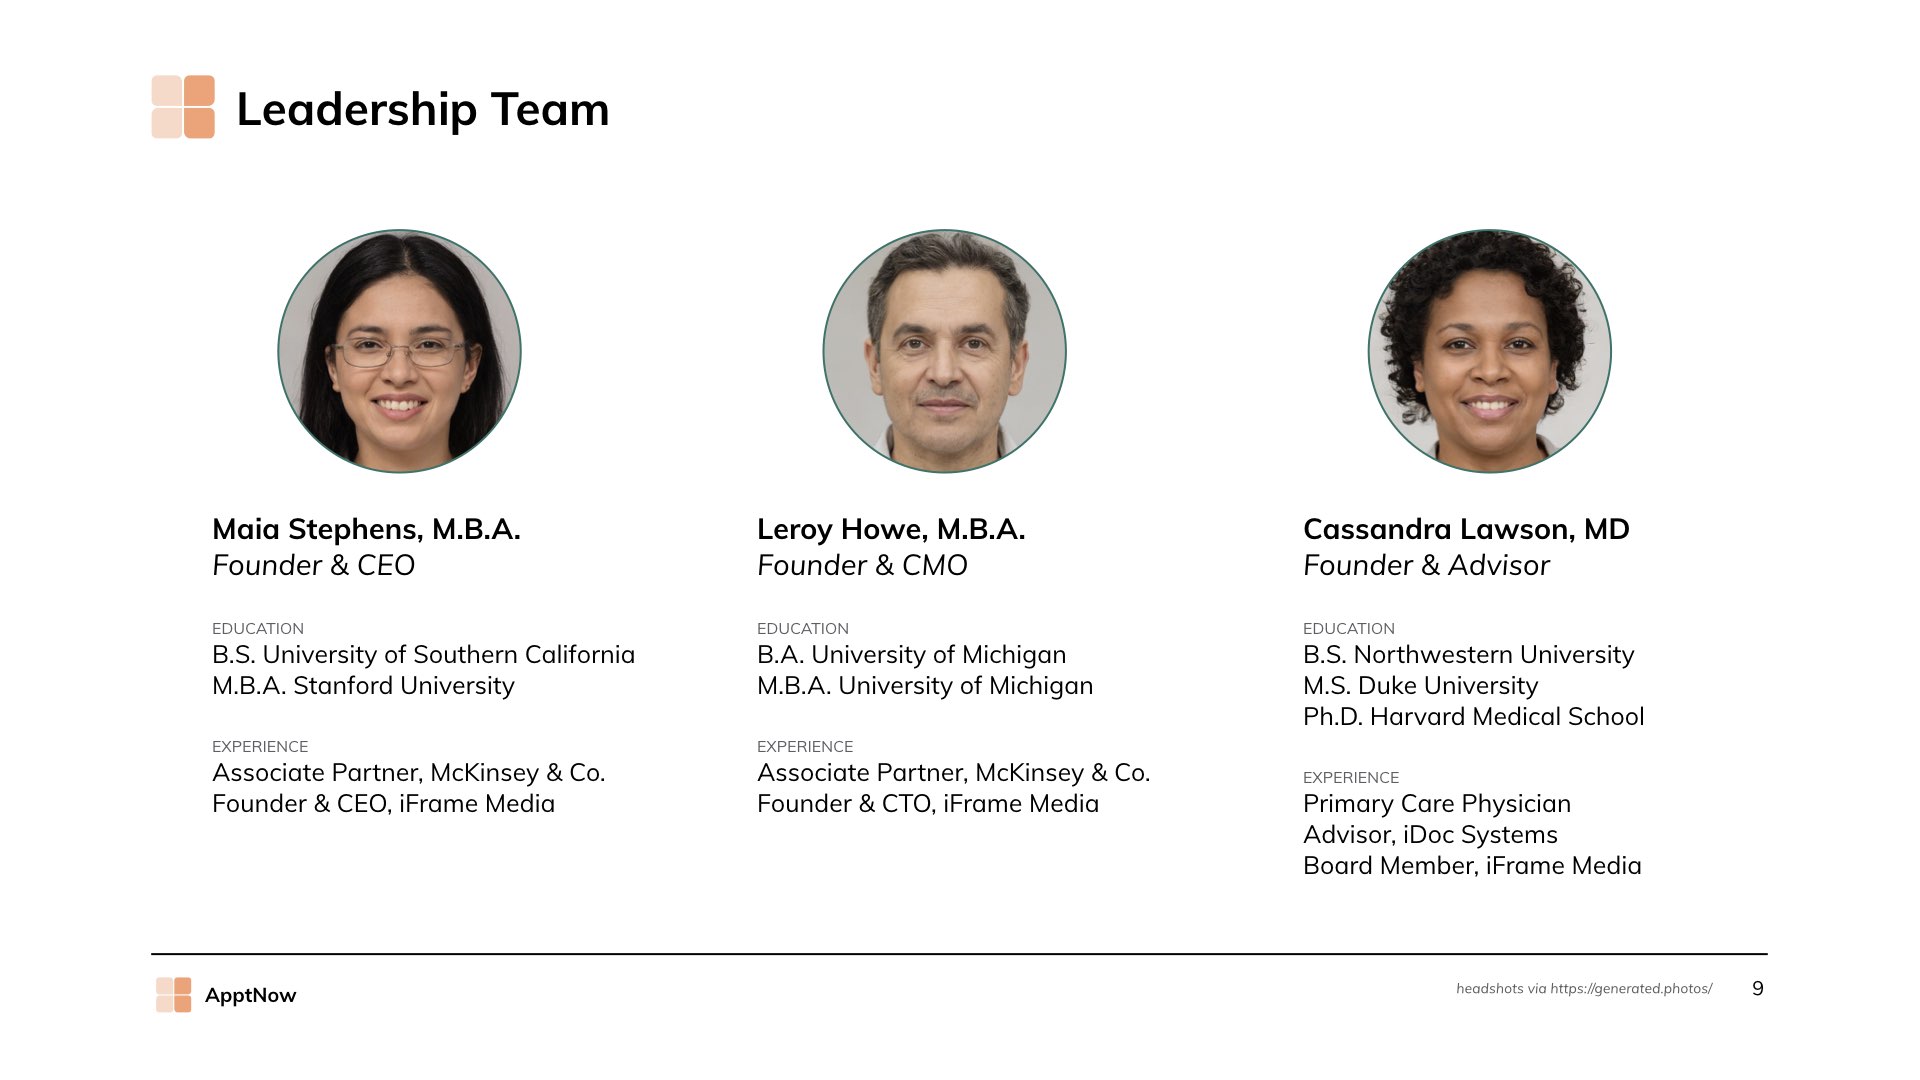 Leadership Team
Maia Stephens, M.B.A.
Founder & CEO
EDUCATION
B.S. University of Southern California
M.B.A. Stanford University
EXPERIENCE
Associate Partner, McKinsey & Co.
Founder & CEO, iFrame Media
Leroy Howe, M.B.A.
Founder & CMO
EDUCATION
B.A. University of Michigan
M.B.A. University of Michigan
EXPERIENCE
Associate Partner, McKinsey & Co.
Founder & CTO, iFrame Media
Cassandra Lawson, MD
Founder & Advisor
EDUCATION
B.S. Northwestern University
M.S. Duke University
Ph.D. Harvard Medical School
EXPERIENCE
Primary Care Physician
Advisor, iDoc Systems
Board Member, iFrame Media
ApptNow
headshots via https://generated.photos/
9